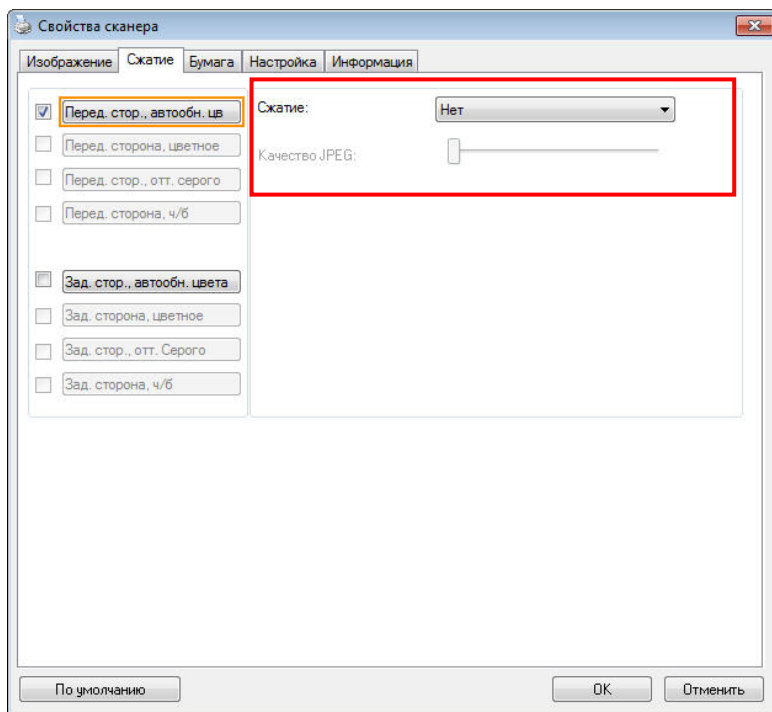 Свойства сканера
Изображение Сжатие Бумага Настройка Информация
Перед. стор., автообн. цв
Перед. сторона, цветное
Перед. стор., отт. серого
Перед. сторона, ч/б
Зад. стор., автообн. цвета
Зад. сторона, цветное
Зад. стор., отт. Серого
Зад. сторона, ч/б
Сжатие: Нет
Качество JPEG:
По умолчанию OK Отменить